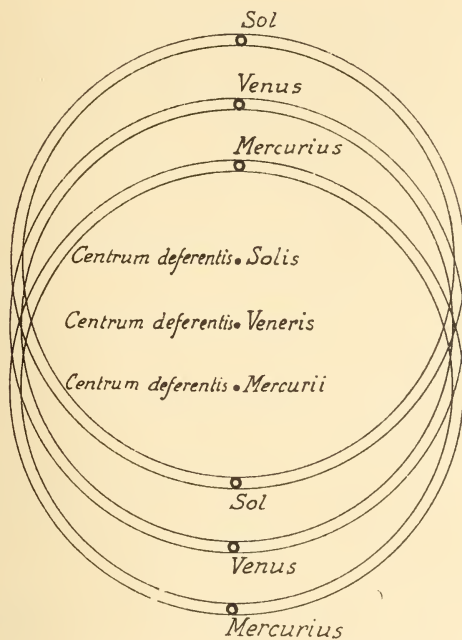 Sol
Venus
Mercurius
Centrum deferentis Solis
Centrum deferentis Veneris
Centrum deferentis Mercurii
Sol
Venus
Mercurius